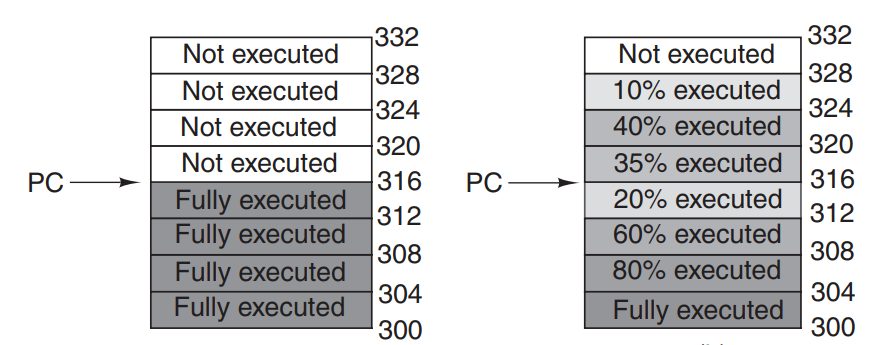 332
Not executed
328
Not executed
324
Not executed
320
Not executed
PC
316
Fully executed
312
Fully executed
308
Fully executed
304
Fully executed
300
332
Not executed
328
10% executed
324
40% executed
320
35% executed
PC
316
20% executed
312
60% executed
308
80% executed
304
Fully executed
300